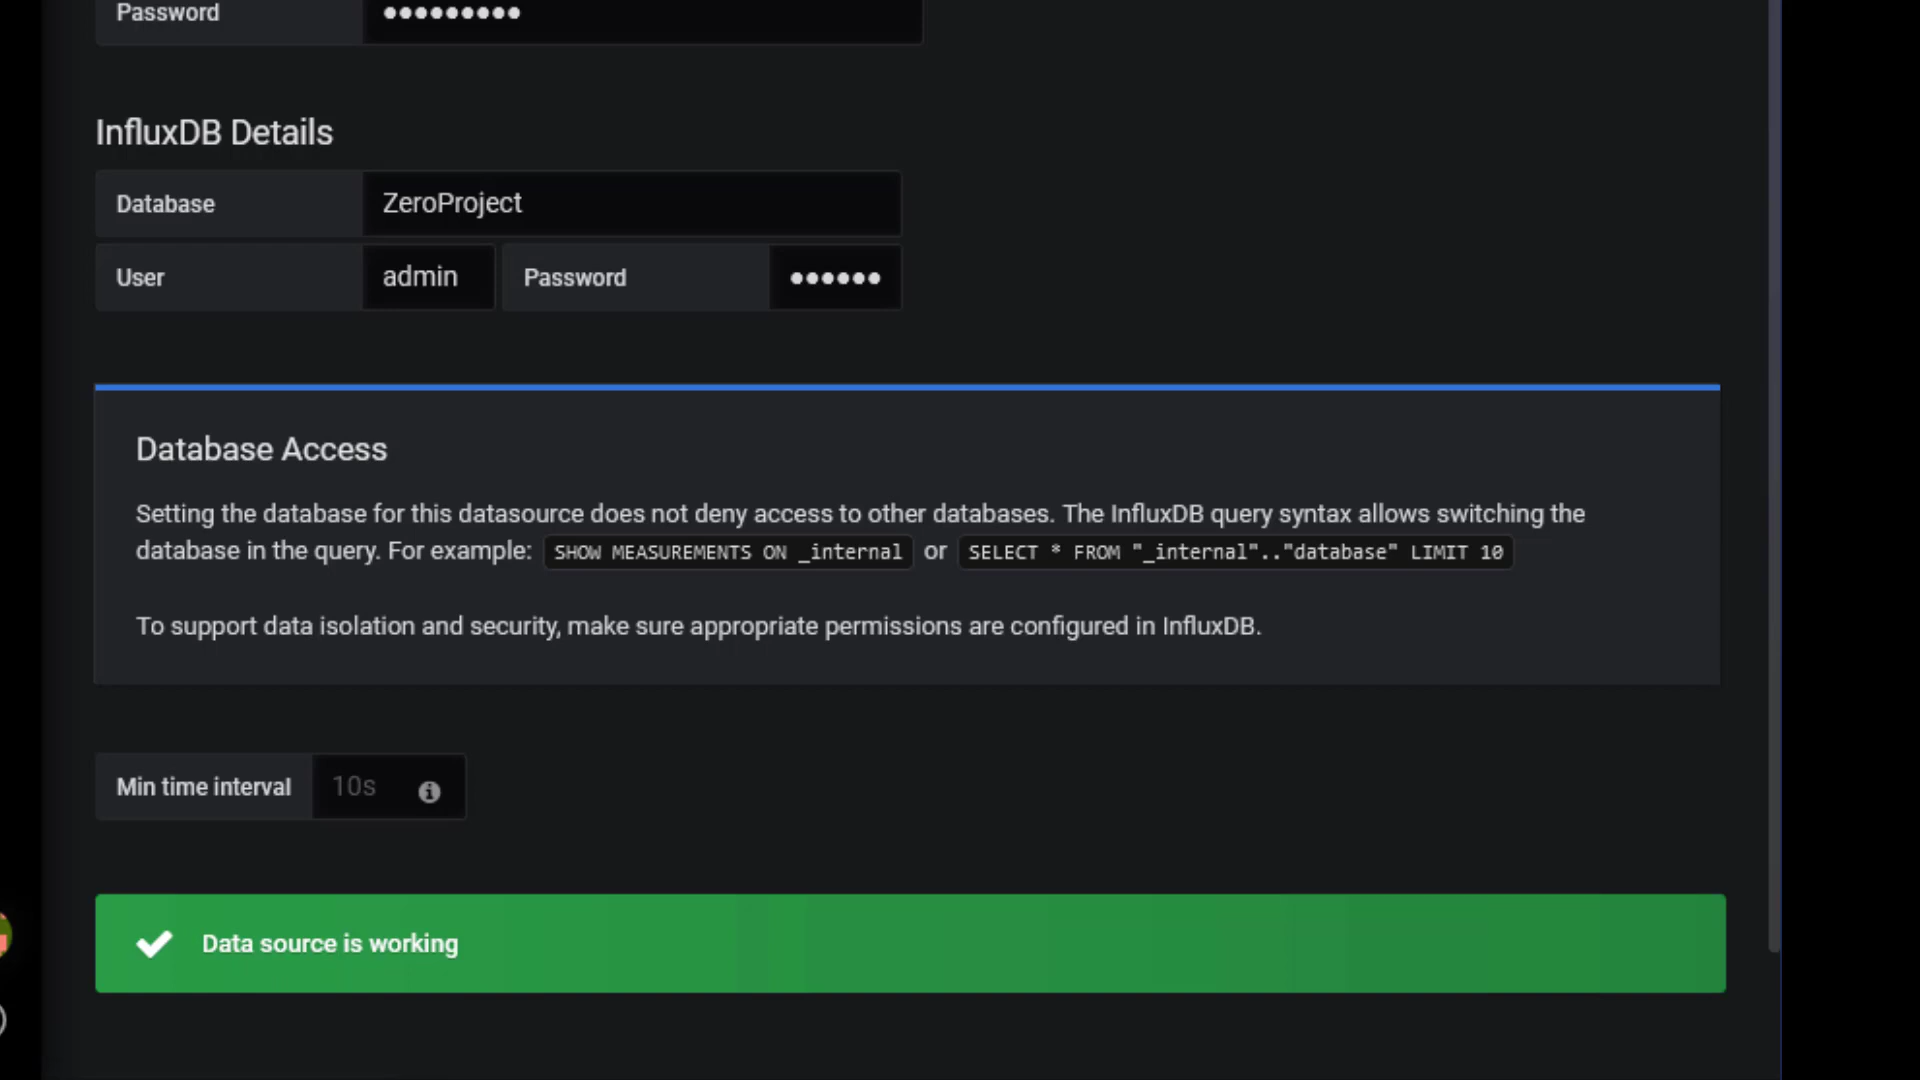 Password •••••••••
InfluxDB Details
Database ZeroProject
User admin Password ••••••
Database Access
Setting the database for this datasource does not deny access to other databases. The InfluxDB query syntax allows switching the
database in the query. For example: SHOW MEASUREMENTS ON _internal or SELECT * FROM "_internal".."database" LIMIT 10
To support data isolation and security, make sure appropriate permissions are configured in InfluxDB.
Min time interval 10s
Data source is working